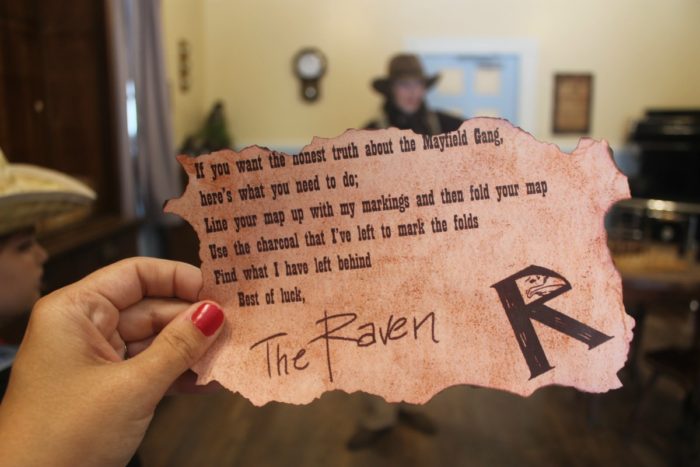 If you want the honest truth about the Mayfield Gang,
here's what you need to do;
Line your map up with my markings and then fold your map
Use the charcoal that I've left to mark the folds
Find what I have left behind
Best of luck,
The Raven
R